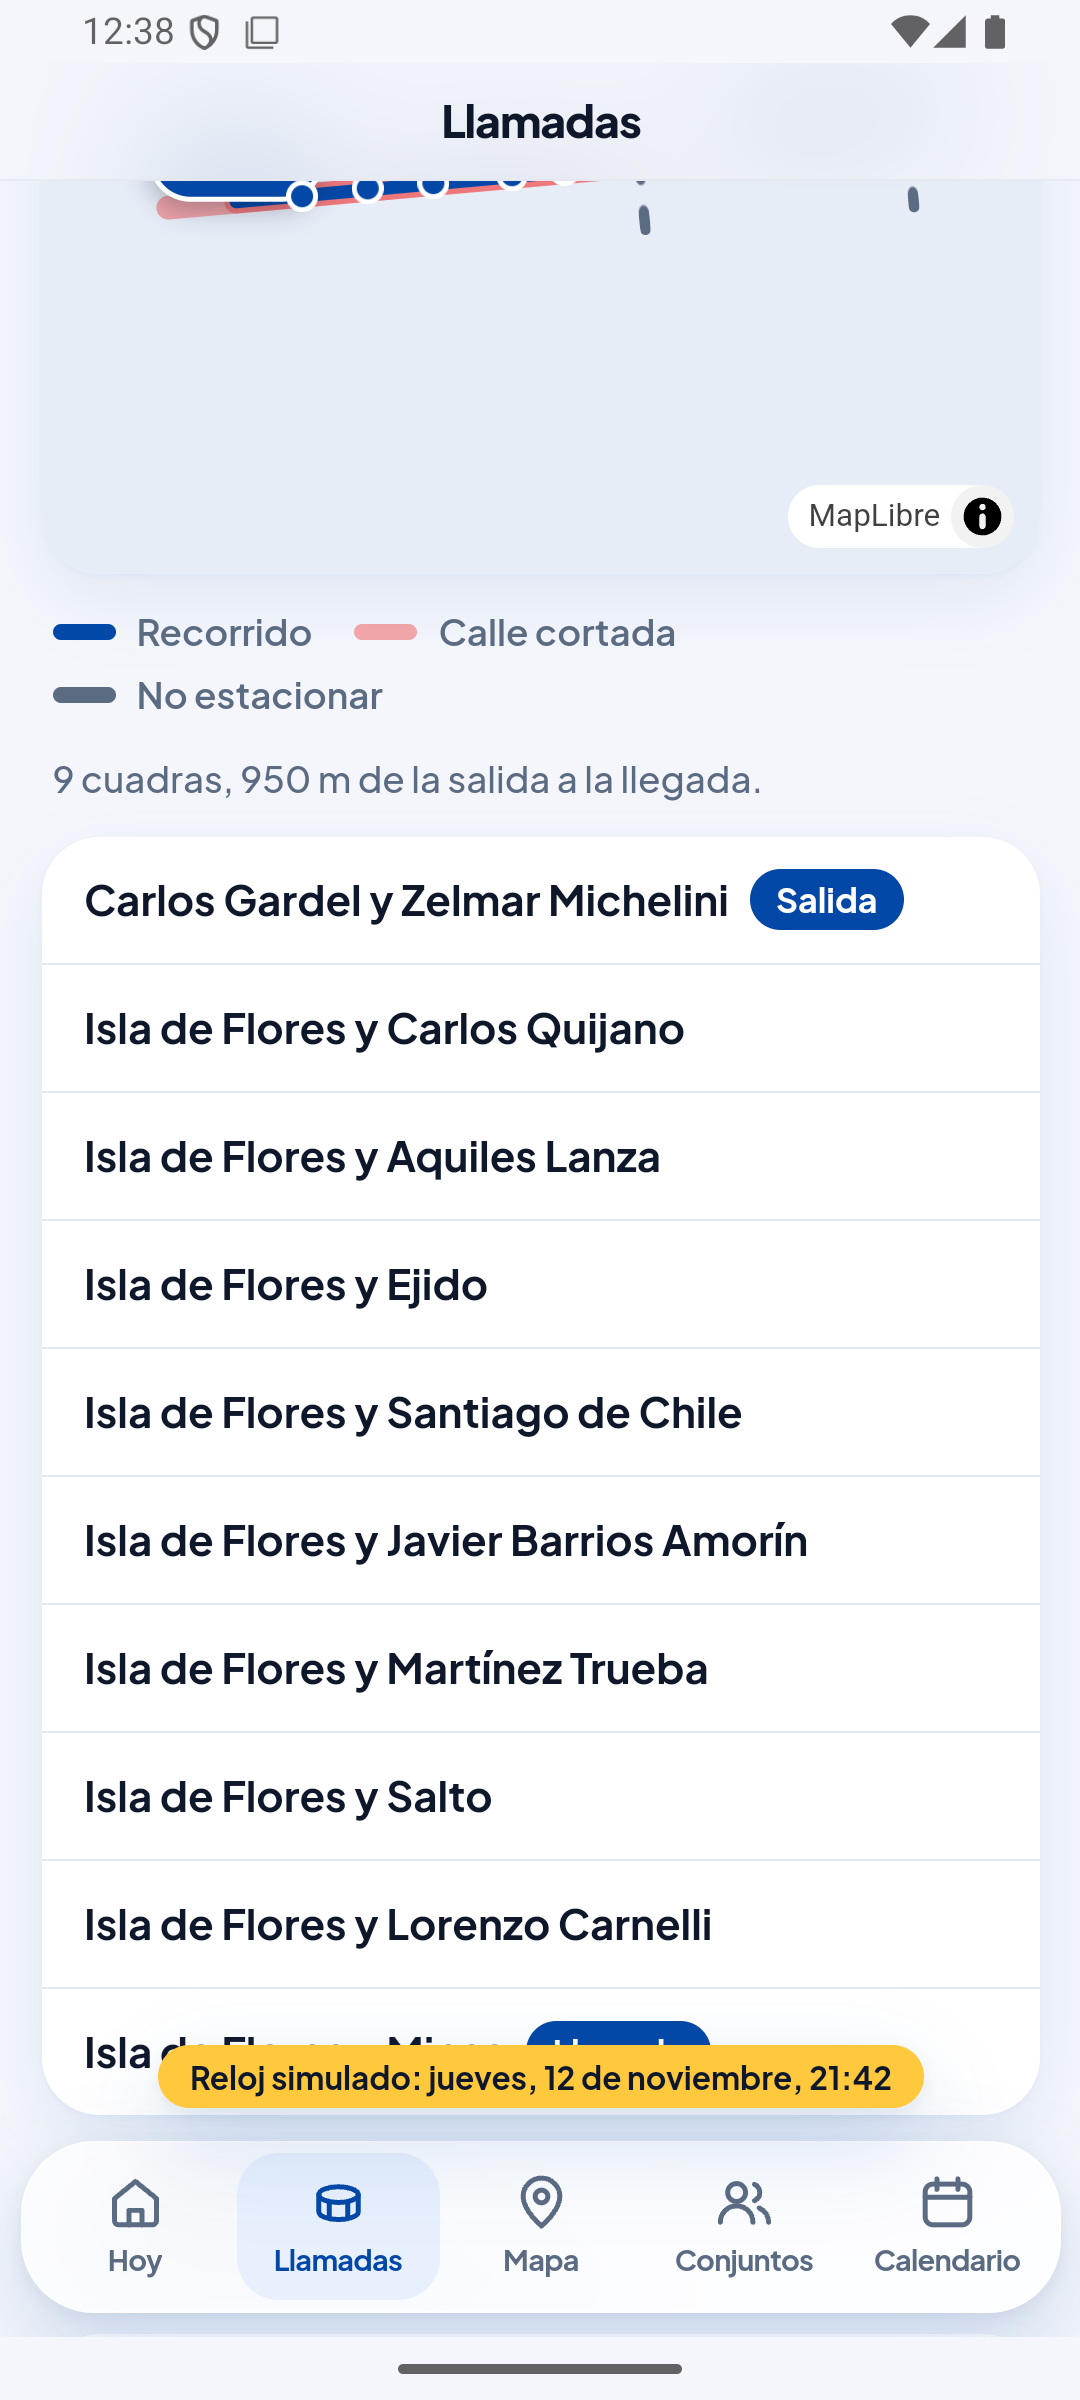 12:38
Llamadas
MapLibre
Recorrido
Calle cortada
No estacionar
9 cuadras, 950 m de la salida a la llegada.
Carlos Gardel y Zelmar Michelini Salida
Isla de Flores y Carlos Quijano
Isla de Flores y Aquiles Lanza
Isla de Flores y Ejido
Isla de Flores y Santiago de Chile
Isla de Flores y Javier Barrios Amorín
Isla de Flores y Martínez Trueba
Isla de Flores y Salto
Isla de Flores y Lorenzo Carnelli
Isla
Reloj simulado: jueves, 12 de noviembre, 21:42
Hoy
Llamadas
Mapa
Conjuntos
Calendario